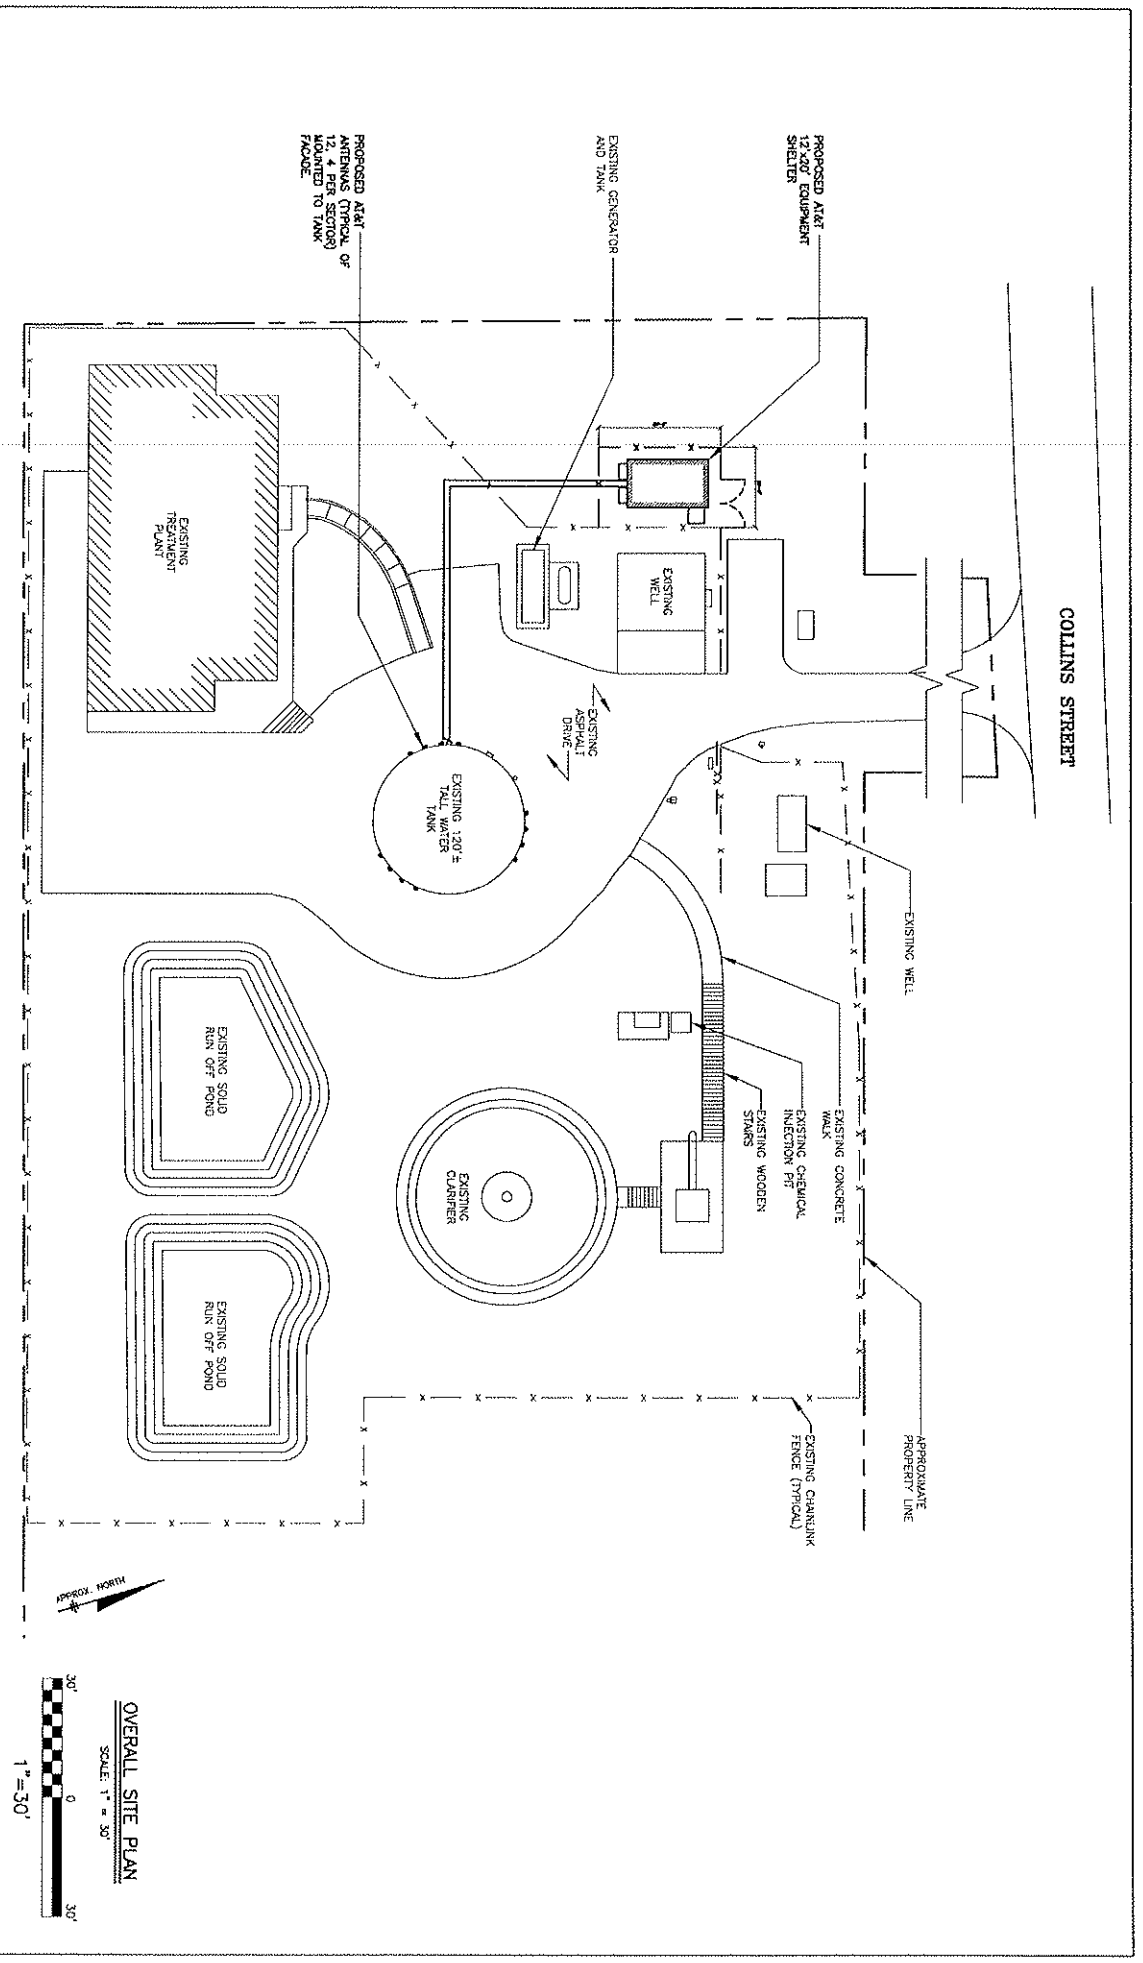 COLLINS STREET
PROPOSED AT&T
12'x20' EQUIPMENT
SHELTER
EXISTING GENERATOR
AND TANK
PROPOSED AT&T
ANTENNAS (TYPICAL OF
12, 4 PER SECTOR)
MOUNTED TO TANK
FACADE.
EXISTING
WELL
EXISTING
TREATMENT
PLANT
EXISTING
ASPHALT
DRIVE
EXISTING 120'±
TALL WATER
TANK
EXISTING WELL
EXISTING CONCRETE
WALK
EXISTING CHEMICAL
INJECTION PIT
EXISTING WOODEN
STAIRS
EXISTING
CLARIFIER
EXISTING SOLID
RUN OFF POND
EXISTING SOLID
RUN OFF POND
APPROXIMATE
PROPERTY LINE
EXISTING CHAINLINK
FENCE (TYPICAL)
APPROX. NORTH
OVERALL SITE PLAN
SCALE: 1" = 30'
30' 0 30'
1"=30'